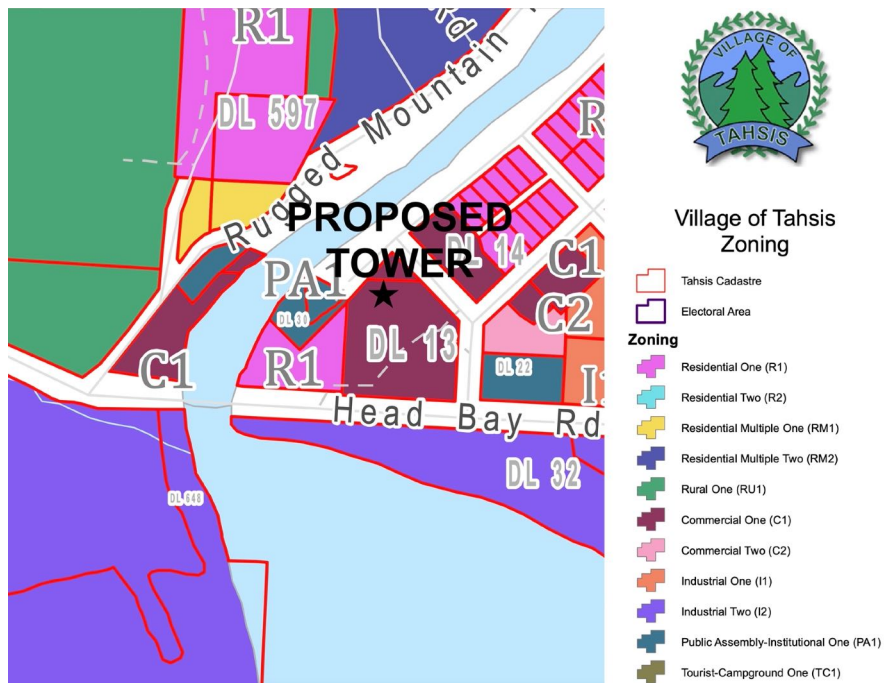 R1
Rd
DL 597
Rugged Mountain
R
PROPOSED
TOWER
DL 14
C1
PA1
DL 30
C2
DL 13
DL 22
C1
R1
I1
Head Bay Rd
DL 32
DL 648
VILLAGE OF
TAHSIS
Village of Tahsis
Zoning
Tahsis Cadastre
Electoral Area
Zoning
Residential One (R1)
Residential Two (R2)
Residential Multiple One (RM1)
Residential Multiple Two (RM2)
Rural One (RU1)
Commercial One (C1)
Commercial Two (C2)
Industrial One (I1)
Industrial Two (I2)
Public Assembly-Institutional One (PA1)
Tourist-Campground One (TC1)